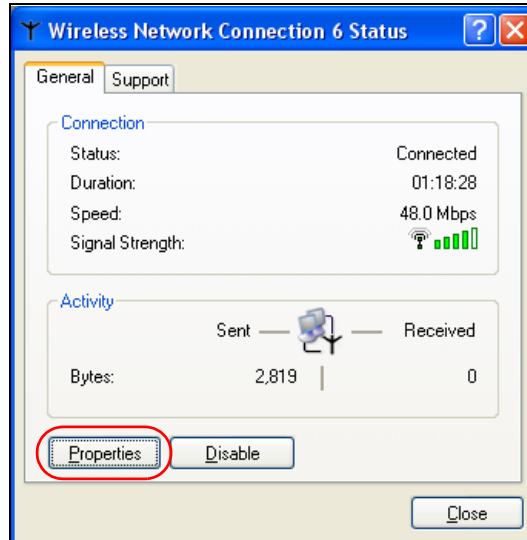 Wireless Network Connection 6 Status
General Support
Connection
Status: Connected
Duration: 01:18:28
Speed: 48.0 Mbps
Signal Strength:
Activity
Sent Received
Bytes: 2,819 0
Properties Disable
Close